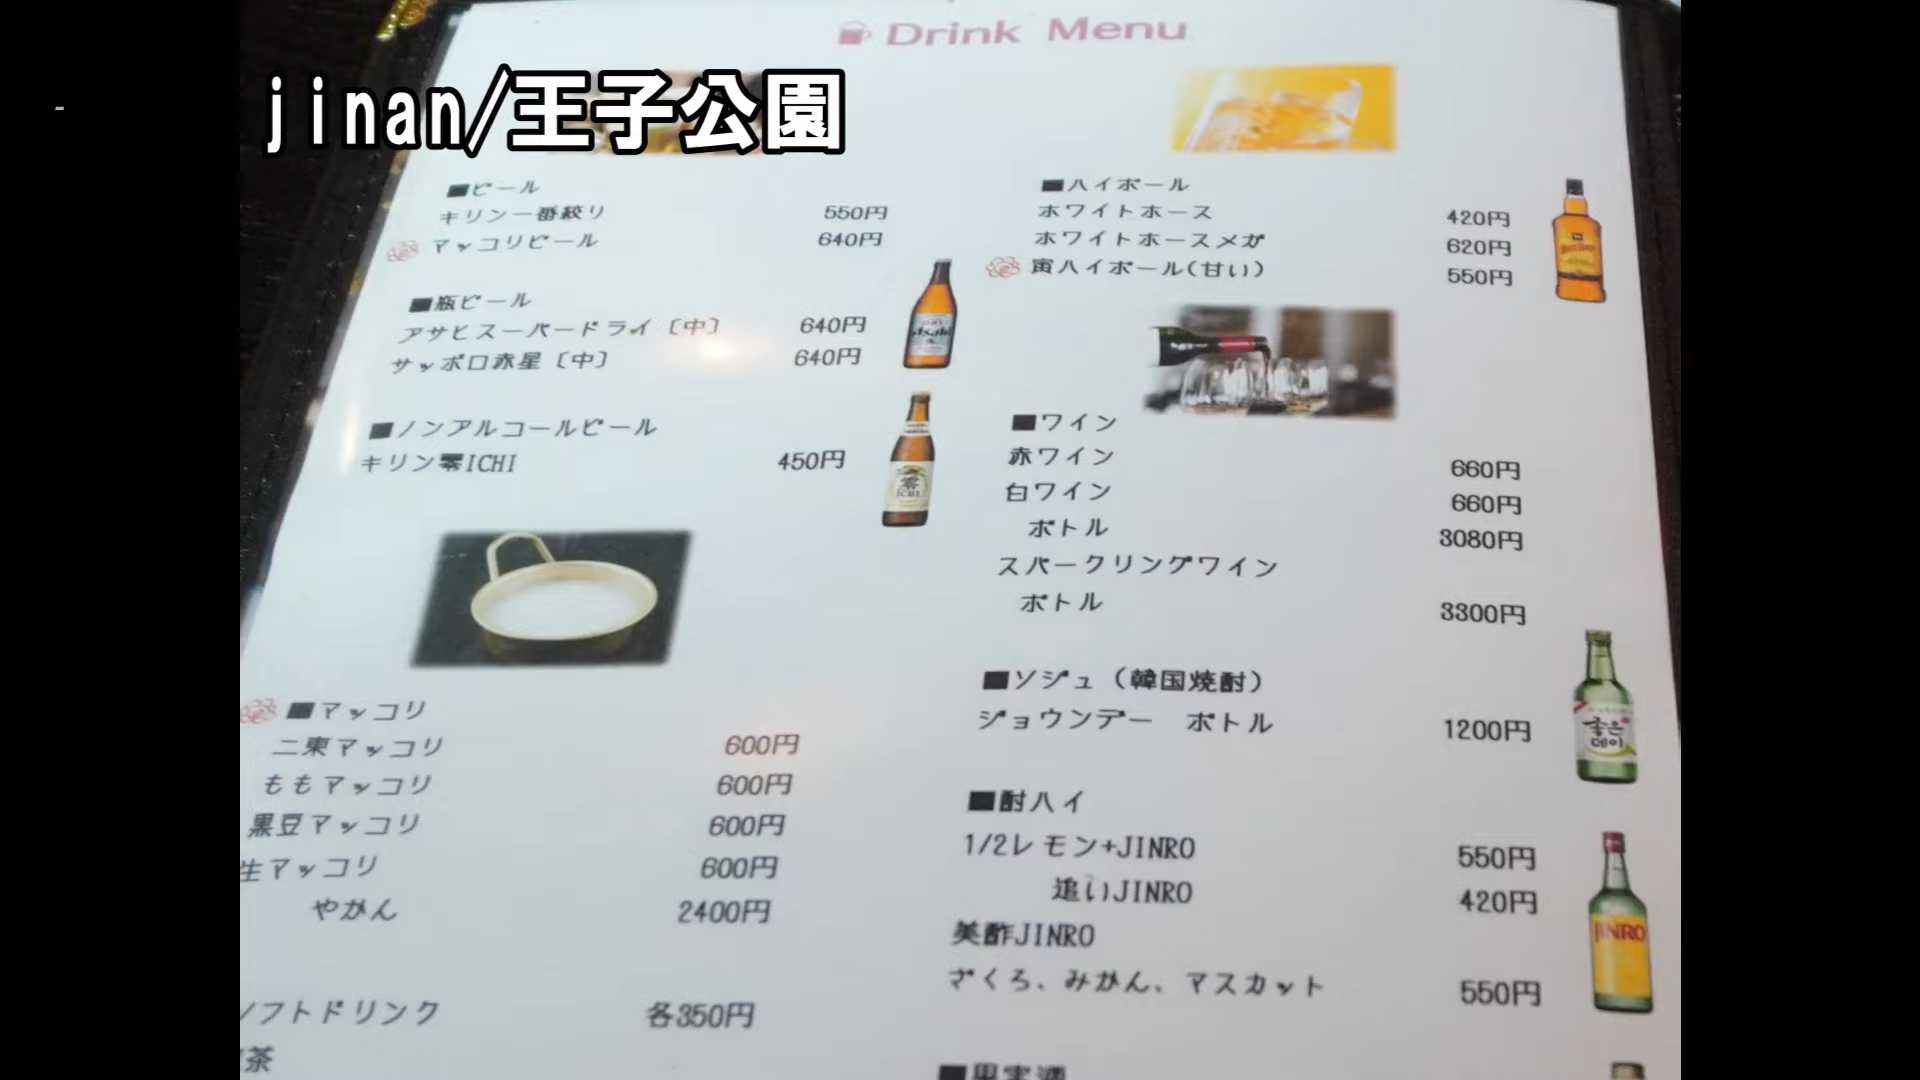 Drink Menu
jinan/王子公園
■ビール
キリン一番絞り 550円
マッコリビール 640円
■瓶ビール
アサヒスーパードライ〔中〕 640円
サッポロ赤星〔中〕 640円
■ノンアルコールビール
キリン零ICHI 450円
■マッコリ
二東マッコリ 600円
ももマッコリ 600円
黒豆マッコリ 600円
生マッコリ 600円
やかん 2400円
ソフトドリンク 各350円
茶
■ハイボール
ホワイトホース 420円
ホワイトホースメガ 620円
寅ハイボール(甘い) 550円
■ワイン
赤ワイン 660円
白ワイン 660円
ボトル 3080円
スパークリングワイン
ボトル 3300円
■ソジュ（韓国焼酎）
ジョウンデー ボトル 1200円
■酎ハイ
1/2レモン+JINRO 550円
追いJINRO 420円
美酢JINRO
ざくろ、みかん、マスカット 550円
■果実酒
Asahi
零
ICHI
좋은
데이
JINRO